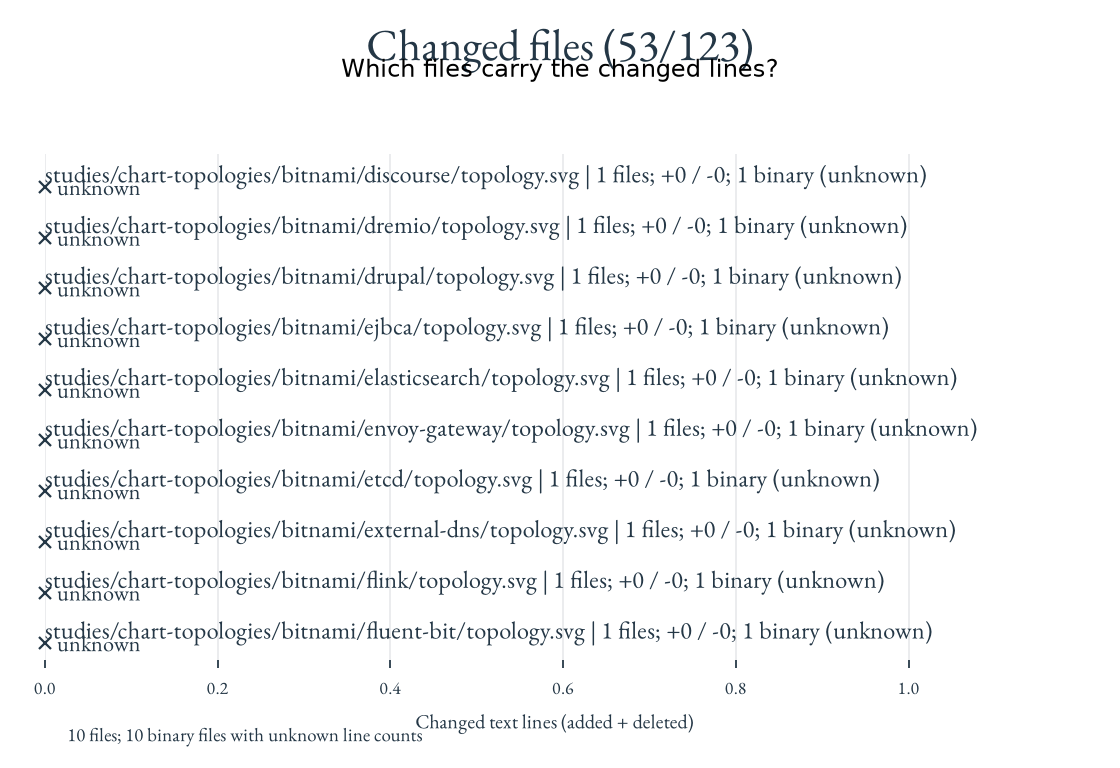 Changed files (53/123)
Which files carry the changed lines?
studies/chart-topologies/bitnami/discourse/topology.svg | 1 files; +0 / -0; 1 binary (unknown)
unknown
studies/chart-topologies/bitnami/dremio/topology.svg | 1 files; +0 / -0; 1 binary (unknown)
unknown
studies/chart-topologies/bitnami/drupal/topology.svg | 1 files; +0 / -0; 1 binary (unknown)
unknown
studies/chart-topologies/bitnami/ejbca/topology.svg | 1 files; +0 / -0; 1 binary (unknown)
unknown
studies/chart-topologies/bitnami/elasticsearch/topology.svg | 1 files; +0 / -0; 1 binary (unknown)
unknown
studies/chart-topologies/bitnami/envoy-gateway/topology.svg | 1 files; +0 / -0; 1 binary (unknown)
unknown
studies/chart-topologies/bitnami/etcd/topology.svg | 1 files; +0 / -0; 1 binary (unknown)
unknown
studies/chart-topologies/bitnami/external-dns/topology.svg | 1 files; +0 / -0; 1 binary (unknown)
unknown
studies/chart-topologies/bitnami/flink/topology.svg | 1 files; +0 / -0; 1 binary (unknown)
unknown
studies/chart-topologies/bitnami/fluent-bit/topology.svg | 1 files; +0 / -0; 1 binary (unknown)
unknown
0.0 0.2 0.4 0.6 0.8 1.0
Changed text lines (added + deleted)
10 files; 10 binary files with unknown line counts